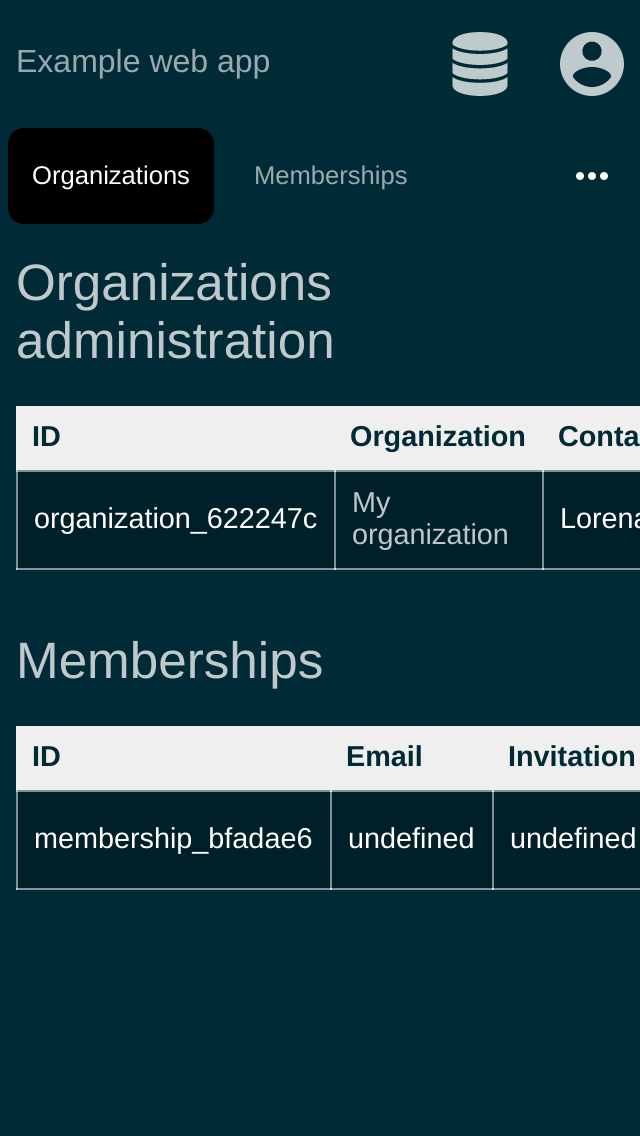 Example web app
Organizations Memberships
Organizations
administration
ID Organization Conta
organization_622247c My organization Lorena
Memberships
ID Email Invitation
membership_bfadae6 undefined undefined